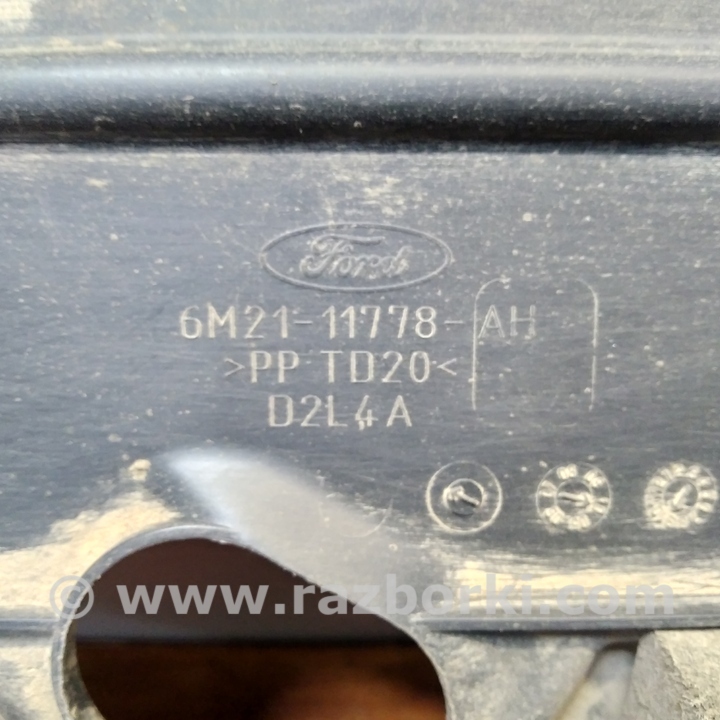 Ford
6M21-11778-AH
>PP TD20<
D2L4A
© www.razborki.com